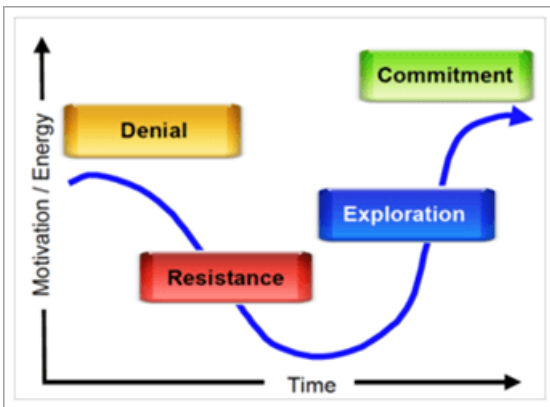 Commitment
Denial
Motivation / Energy
Exploration
Resistance
Time